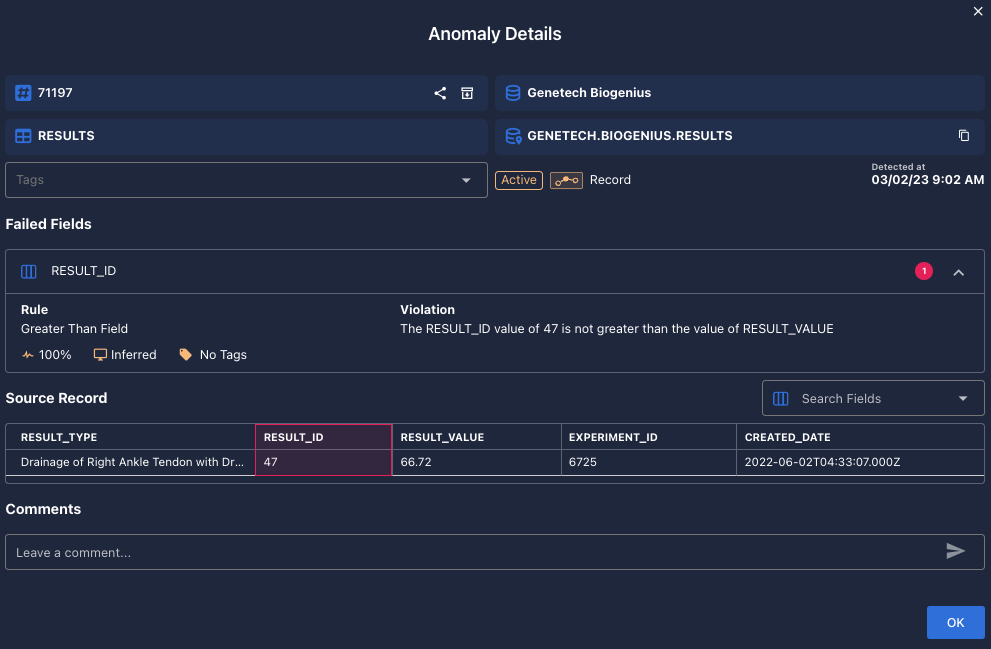 Anomaly Details
71197
Genetech Biogenius
RESULTS
GENETECH.BIOGENIUS.RESULTS
Tags
Active
Record
Detected at
03/02/23 9:02 AM
Failed Fields
RESULT_ID
1
Rule
Violation
Greater Than Field
The RESULT_ID value of 47 is not greater than the value of RESULT_VALUE
100%
Inferred
No Tags
Source Record
Search Fields
RESULT_TYPE RESULT_ID RESULT_VALUE EXPERIMENT_ID CREATED_DATE
Drainage of Right Ankle Tendon with Dr... 47 66.72 6725 2022-06-02T04:33:07.000Z
Comments
Leave a comment...
OK